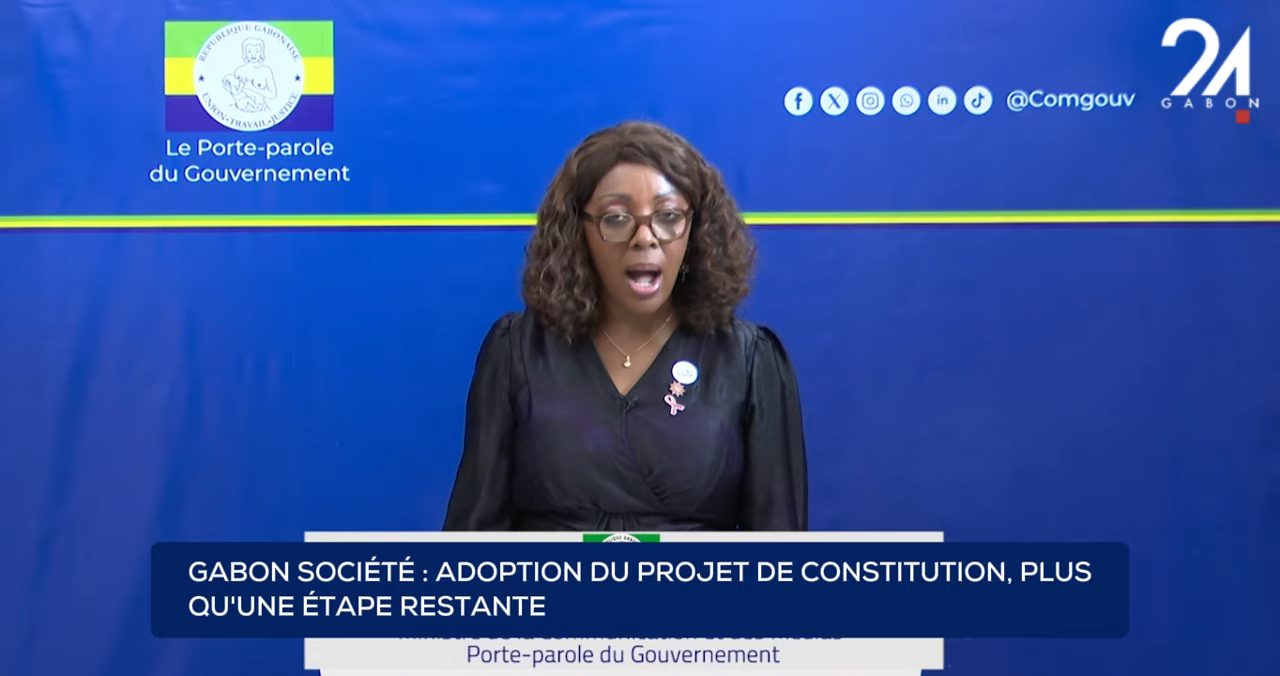 REPUBLIQUE GABONAISE
UNION·TRAVAIL·JUSTICE
Le Porte-parole
du Gouvernement
@Comgouv
24
GABON
GABON SOCIÉTÉ : ADOPTION DU PROJET DE CONSTITUTION, PLUS
QU'UNE ÉTAPE RESTANTE
Porte-parole du Gouvernement